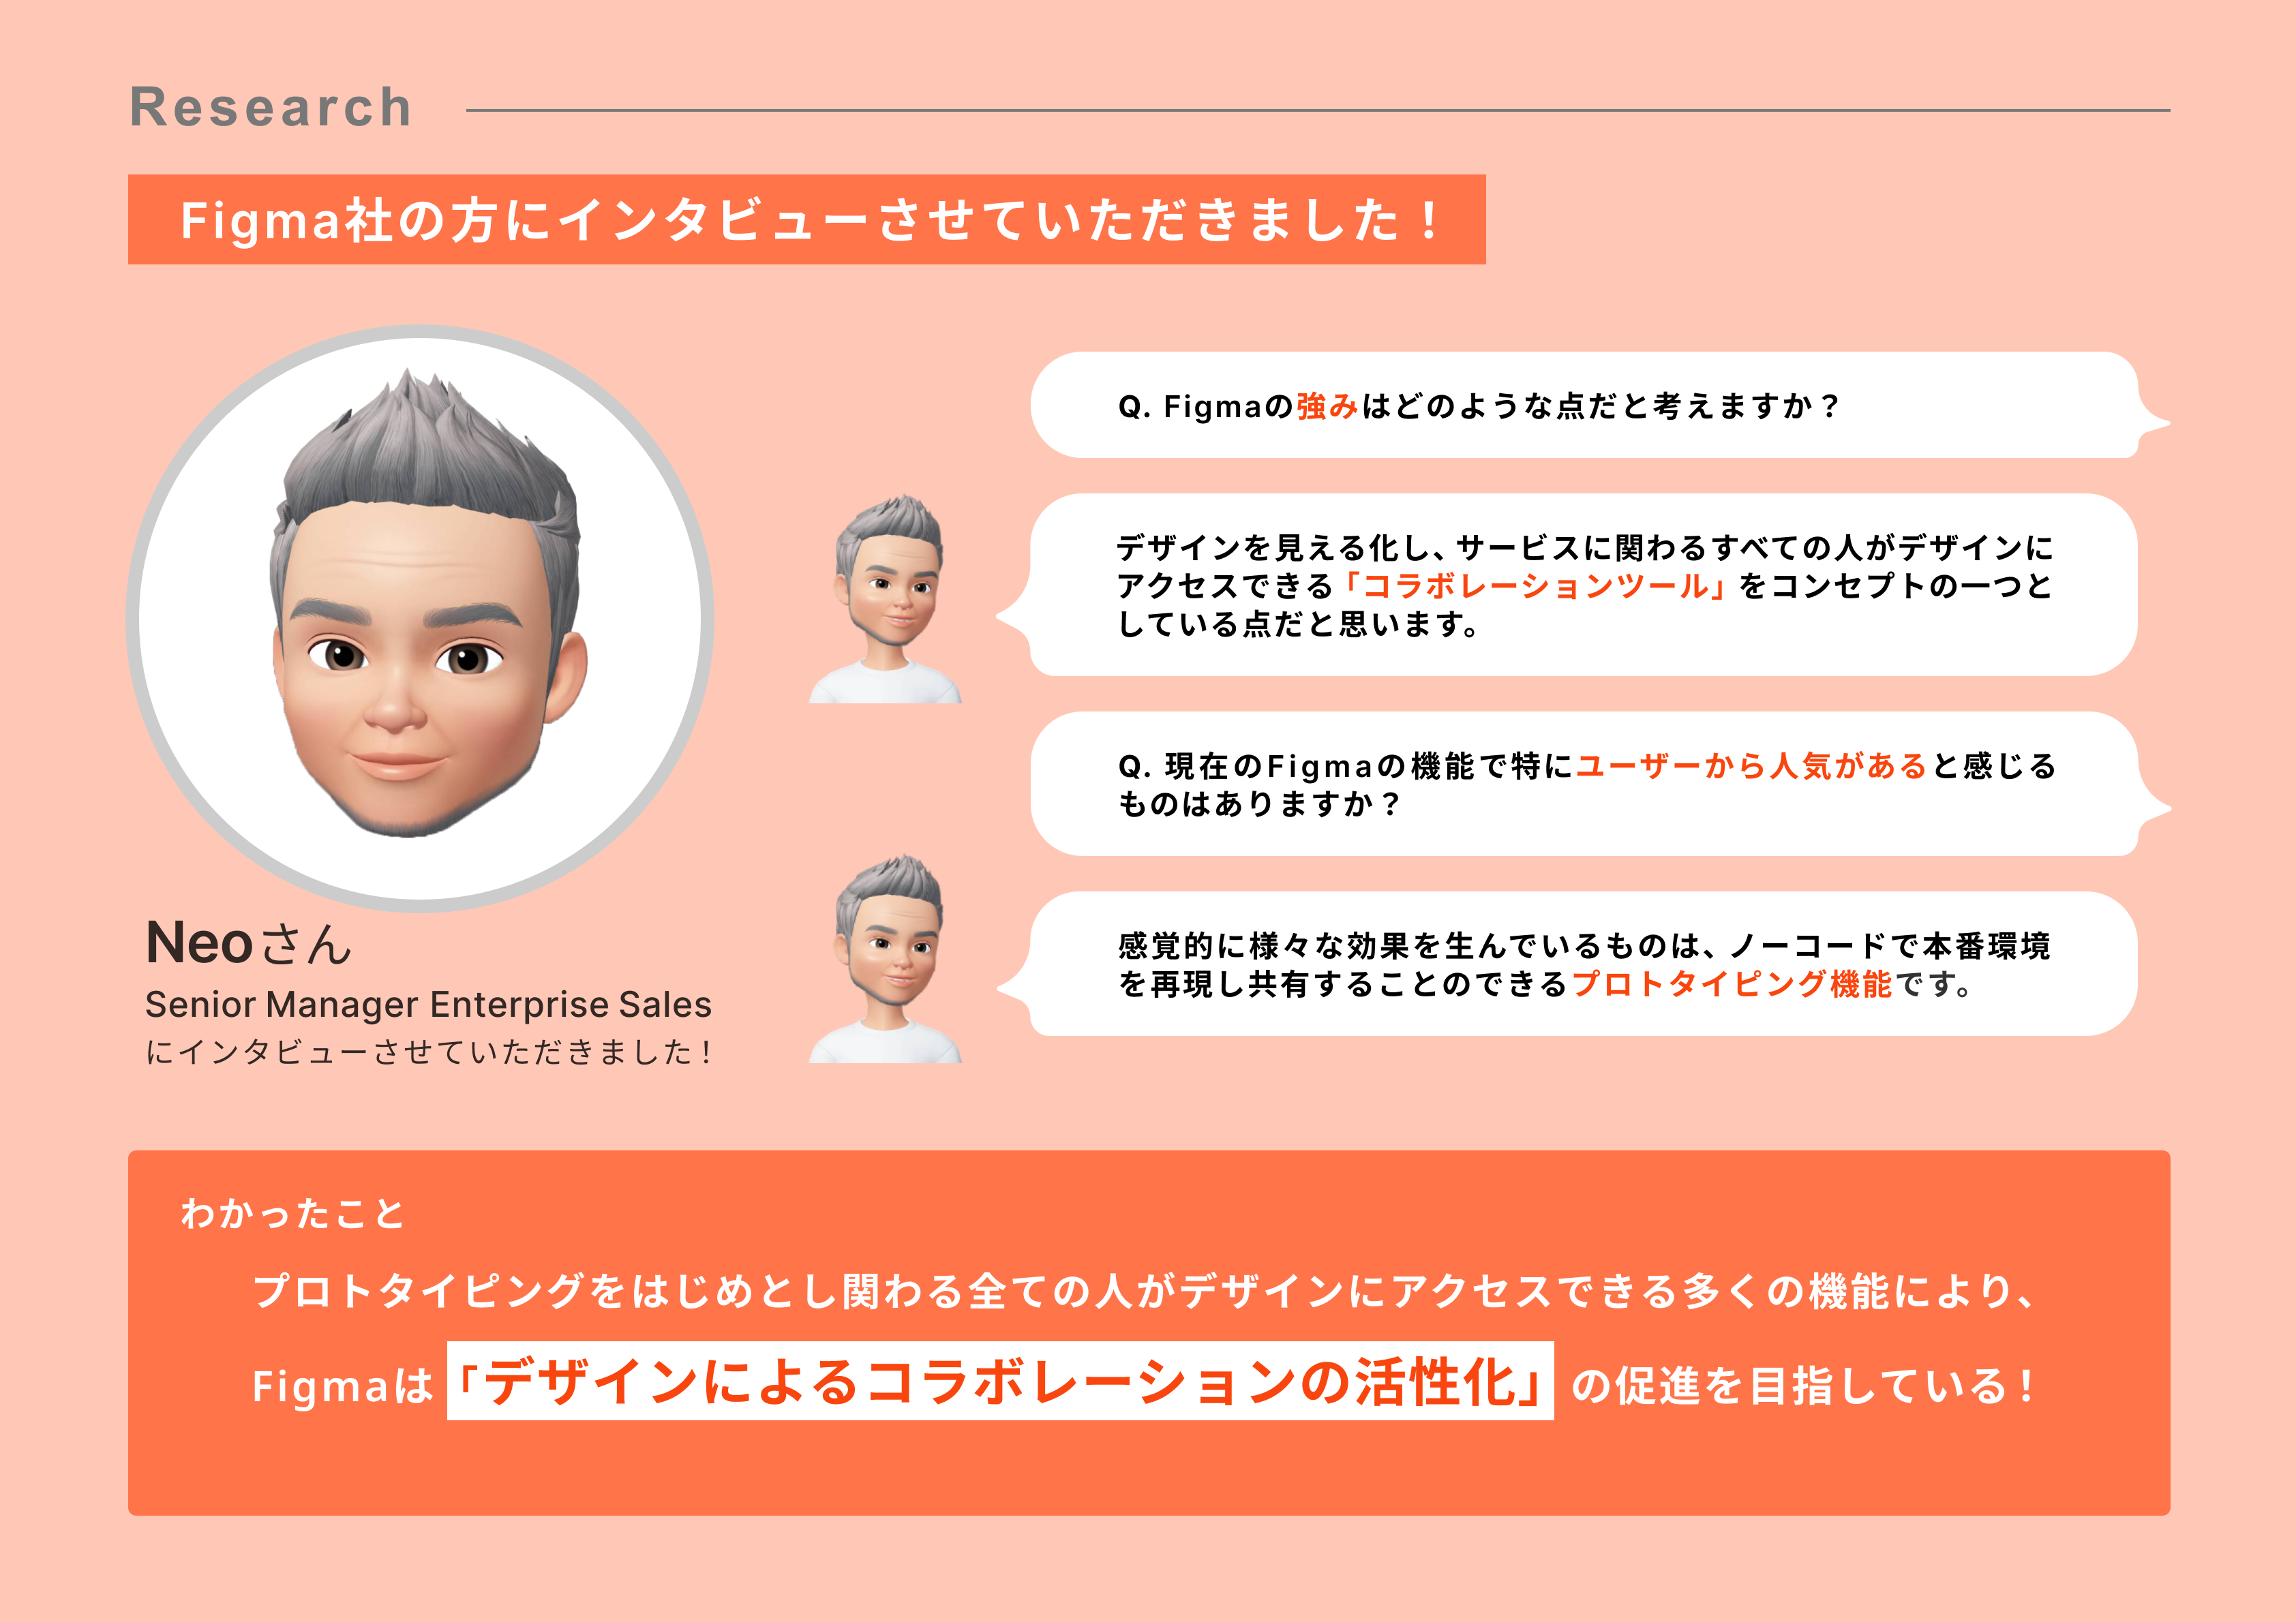 Research
Figma社の方にインタビューさせていただきました！
Neoさん
Senior Manager Enterprise Sales
にインタビューさせていただきました！
Q. Figmaの強みはどのような点だと考えますか？
デザインを見える化し、サービスに関わるすべての人がデザインに
アクセスできる「コラボレーションツール」をコンセプトの一つと
している点だと思います。
Q. 現在のFigmaの機能で特にユーザーから人気があると感じる
ものはありますか？
感覚的に様々な効果を生んでいるものは、ノーコードで本番環境
を再現し共有することのできるプロトタイピング機能です。
わかったこと
プロトタイピングをはじめとし関わる全ての人がデザインにアクセスできる多くの機能により、
Figmaは「デザインによるコラボレーションの活性化」の促進を目指している！